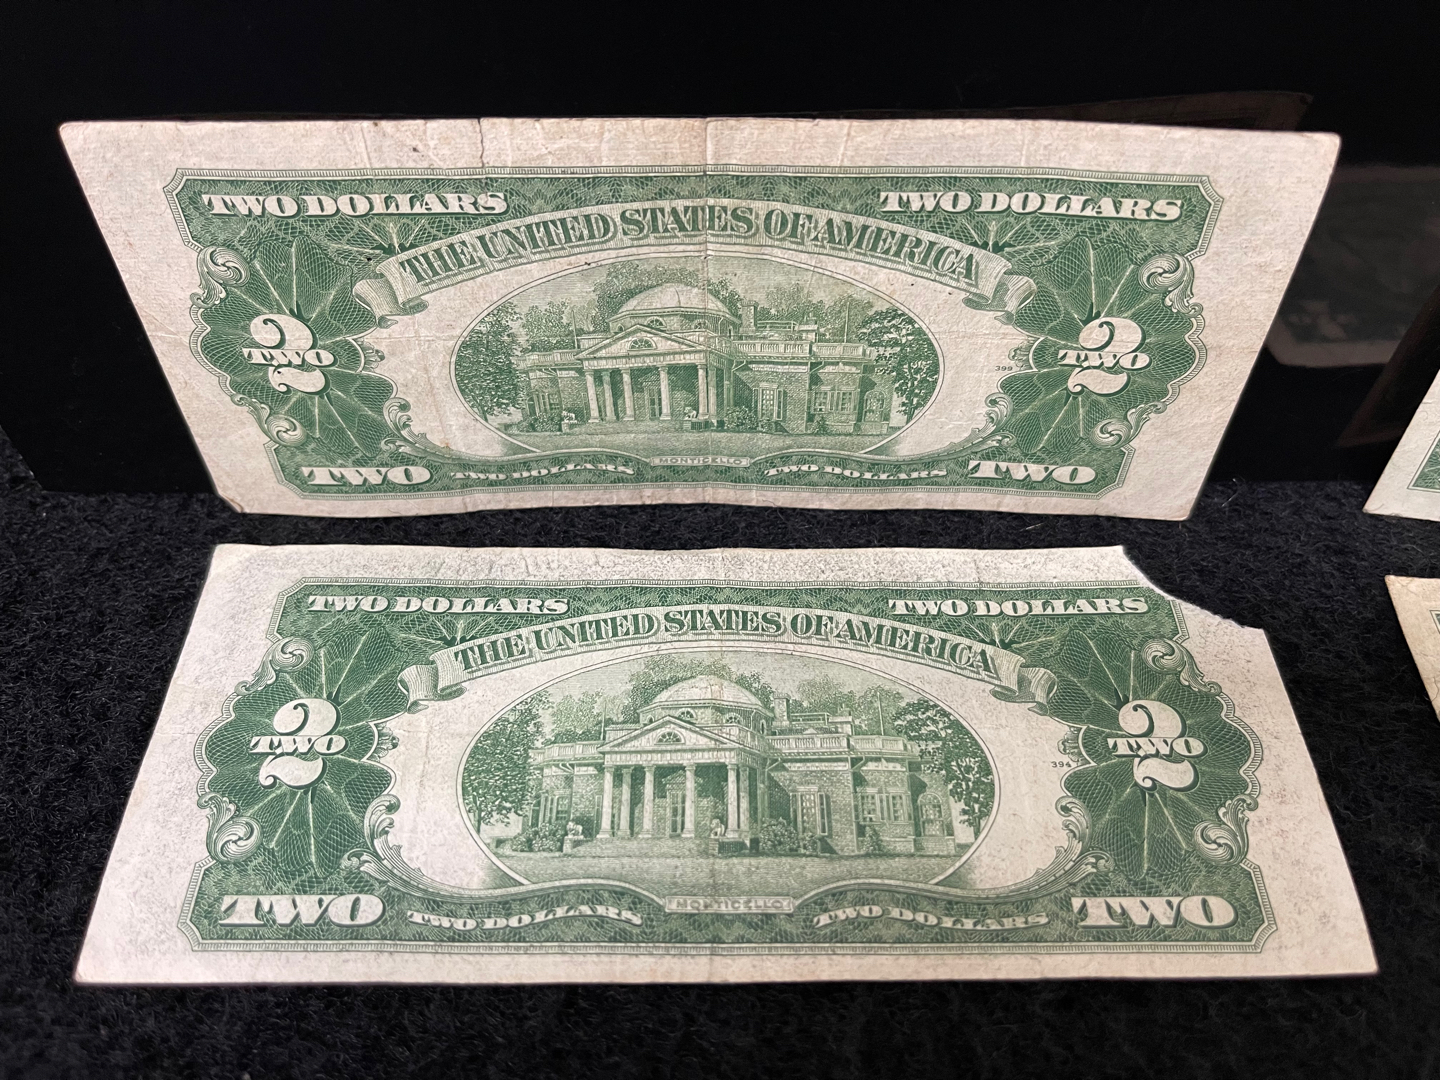 TWO DOLLARS TWO DOLLARS
THE UNITED STATES OF AMERICA
2 2
TWO TWO
399
MONTICELLO
TWO TWO DOLLARS TWO DOLLARS TWO
TWO DOLLARS TWO DOLLARS
THE UNITED STATES OF AMERICA
2 2
TWO TWO
394
MONTICELLO
TWO TWO DOLLARS TWO DOLLARS TWO